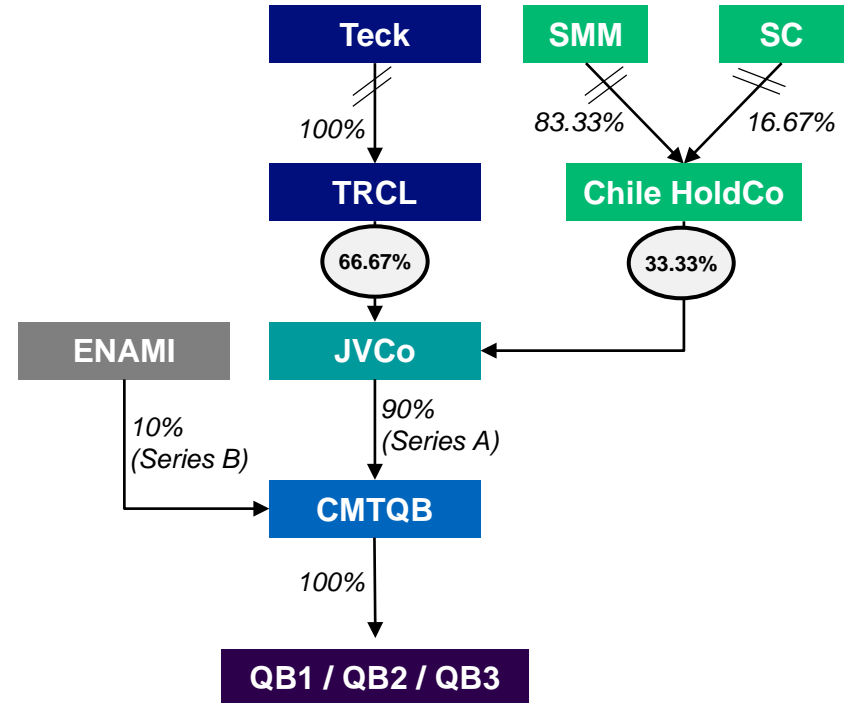 Teck
SMM
SC
100%
83.33%
16.67%
TRCL
Chile HoldCo
66.67%
33.33%
ENAMI
JVCo
10%
(Series B)
90%
(Series A)
CMTQB
100%
QB1 / QB2 / QB3